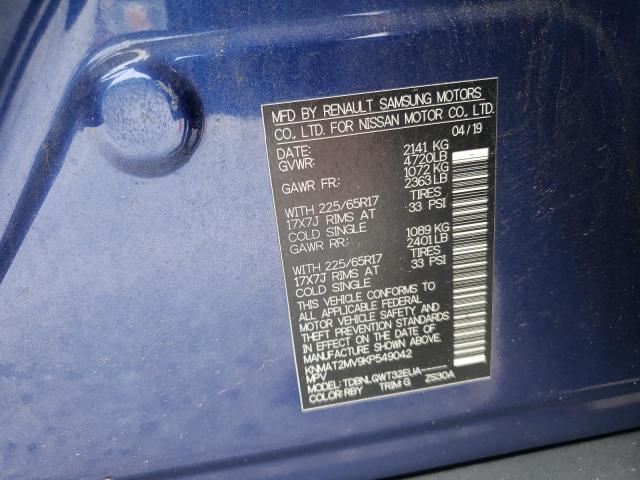 MFD BY RENAULT SAMSUNG MOTORS
CO., LTD. FOR NISSAN MOTOR CO., LTD.
DATE: 04/19
GVWR: 2141 KG
4720LB
GAWR FR: 1072 KG
2363LB
WITH 225/65R17 TIRES
17X7J RIMS AT 33 PSI
COLD SINGLE
GAWR RR: 1089 KG
2401LB
WITH 225/65R17 TIRES
17X7J RIMS AT 33 PSI
COLD SINGLE
THIS VEHICLE CONFORMS TO
ALL APPLICABLE FEDERAL
MOTOR VEHICLE SAFETY AND
THEFT PREVENTION STANDARDS
IN EFFECT ON THE DATE OF
MANUFACTURE SHOWN ABOVE.
KNMAT2MV9KP549042
MPV
MODEL: TDBNLQWT32EUA-----
COLOR: RBY TRIM G ZS30A